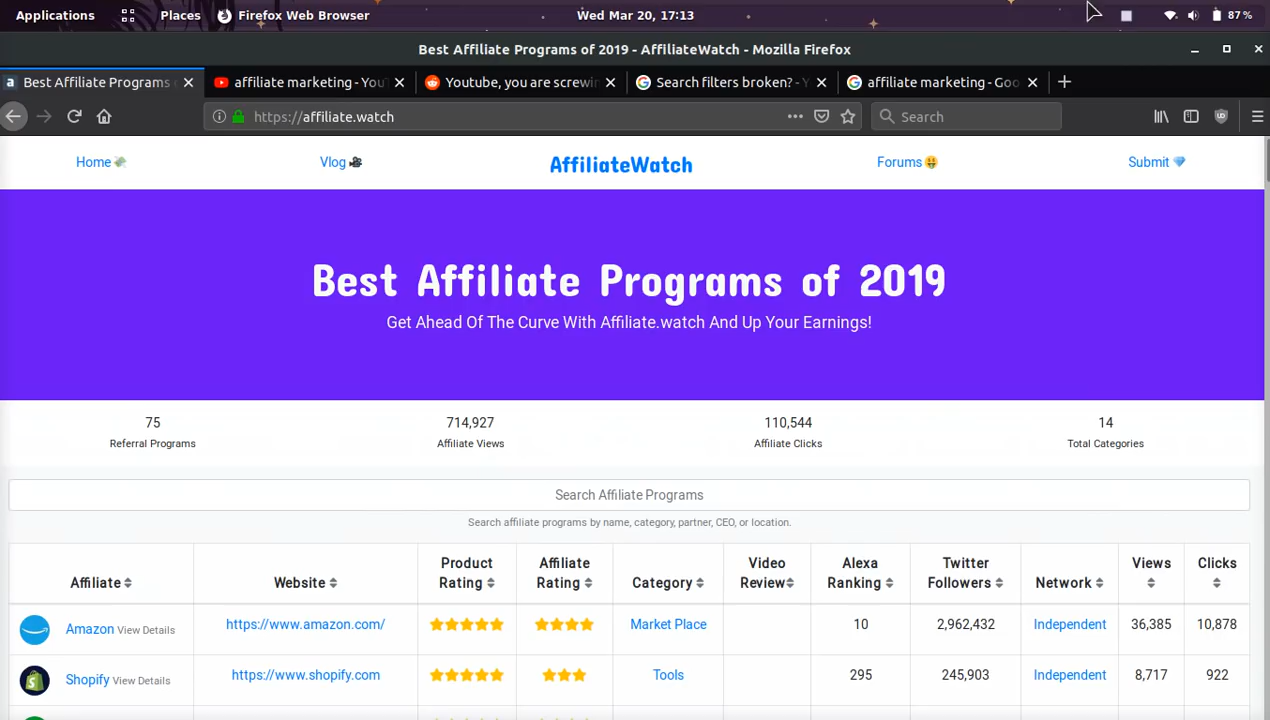 Applications Places Firefox Web Browser Wed Mar 20, 17:13 87 %
Best Affiliate Programs of 2019 - AffiliateWatch - Mozilla Firefox
a Best Affiliate Programs affiliate marketing - You Youtube, you are screwin Search filters broken? - Y affiliate marketing - Goo
https://affiliate.watch Search UD
Home Vlog AffiliateWatch Forums Submit
Best Affiliate Programs of 2019
Get Ahead Of The Curve With Affiliate.watch And Up Your Earnings!
75 714,927 110,544 14
Referral Programs Affiliate Views Affiliate Clicks Total Categories
Search Affiliate Programs
Search affiliate programs by name, category, partner, CEO, or location.
Affiliate Website Product Rating Affiliate Rating Category Video Review Alexa Ranking Twitter Followers Network Views Clicks
Amazon View Details https://www.amazon.com/ Market Place 10 2,962,432 Independent 36,385 10,878
Shopify View Details https://www.shopify.com Tools 295 245,903 Independent 8,717 922